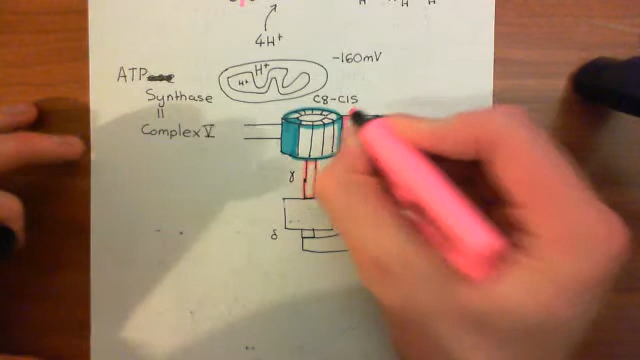 4H⁺
-160mV
H⁺
H⁺
ATP
Synthase
=
Complex V
C8-C15
γ
δ